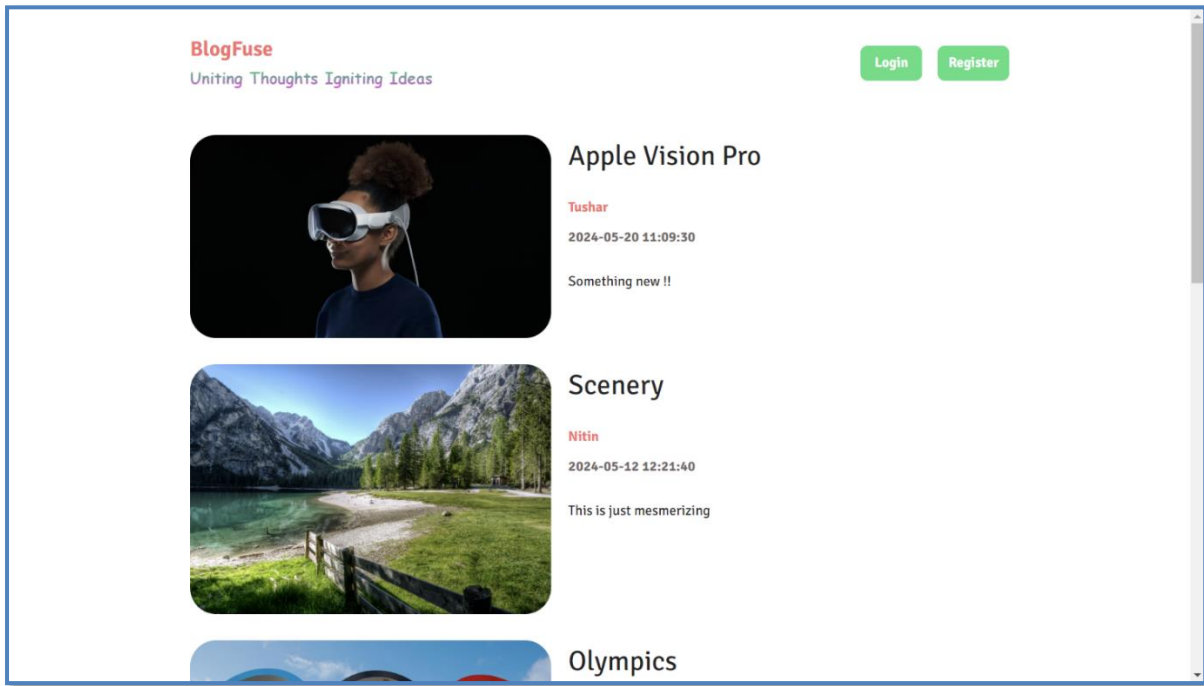 BlogFuse
Uniting Thoughts Igniting Ideas
Login
Register
Apple Vision Pro
Tushar
2024-05-20 11:09:30
Something new !!
Scenery
Nitin
2024-05-12 12:21:40
This is just mesmerizing
Olympics